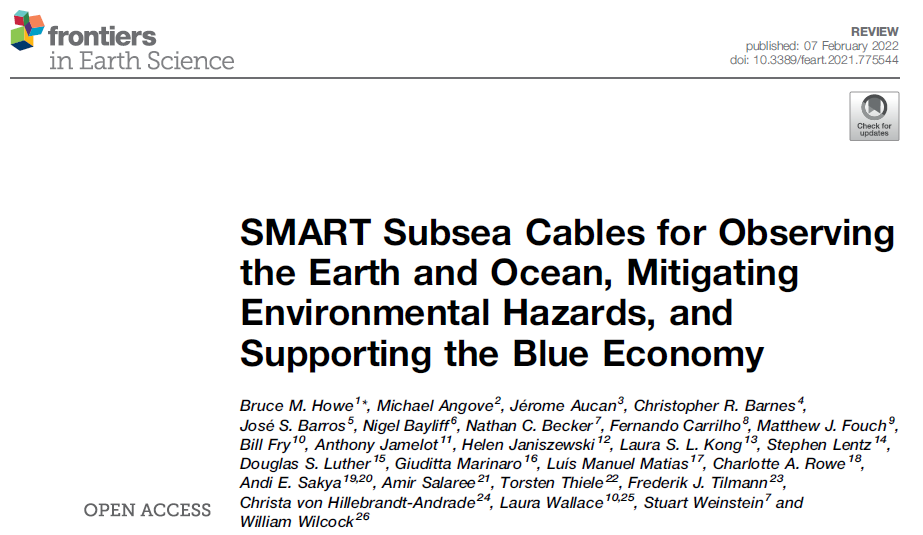 frontiers
in Earth Science
REVIEW
published: 07 February 2022
doi: 10.3389/feart.2021.775544
Check for
updates
SMART Subsea Cables for Observing
the Earth and Ocean, Mitigating
Environmental Hazards, and
Supporting the Blue Economy
Bruce M. Howe 1*, Michael Angove 2, Jérome Aucan 3, Christopher R. Barnes 4,
José S. Barros 5, Nigel Bayliff 6, Nathan C. Becker 7, Fernando Carrilho 8, Matthew J. Fouch 9,
Bill Fry 10, Anthony Jamelot 11, Helen Janiszewski 12, Laura S. L. Kong 13, Stephen Lentz 14,
Douglas S. Luther 15, Giuditta Marinaro 16, Luís Manuel Matias 17, Charlotte A. Rowe 18,
Andi E. Sakya 19,20, Amir Salaree 21, Torsten Thiele 22, Frederik J. Tilmann 23,
Christa von Hillebrandt-Andrade 24, Laura Wallace 10,25, Stuart Weinstein 7 and
William Wilcock 26
OPEN ACCESS